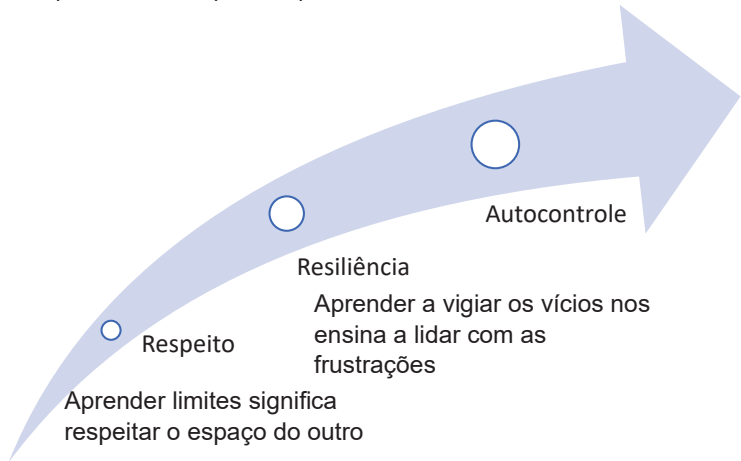 Autocontrole
Resiliência
Aprender a vigiar os vícios nos
ensina a lidar com as
frustrações
Respeito
Aprender limites significa
respeitar o espaço do outro